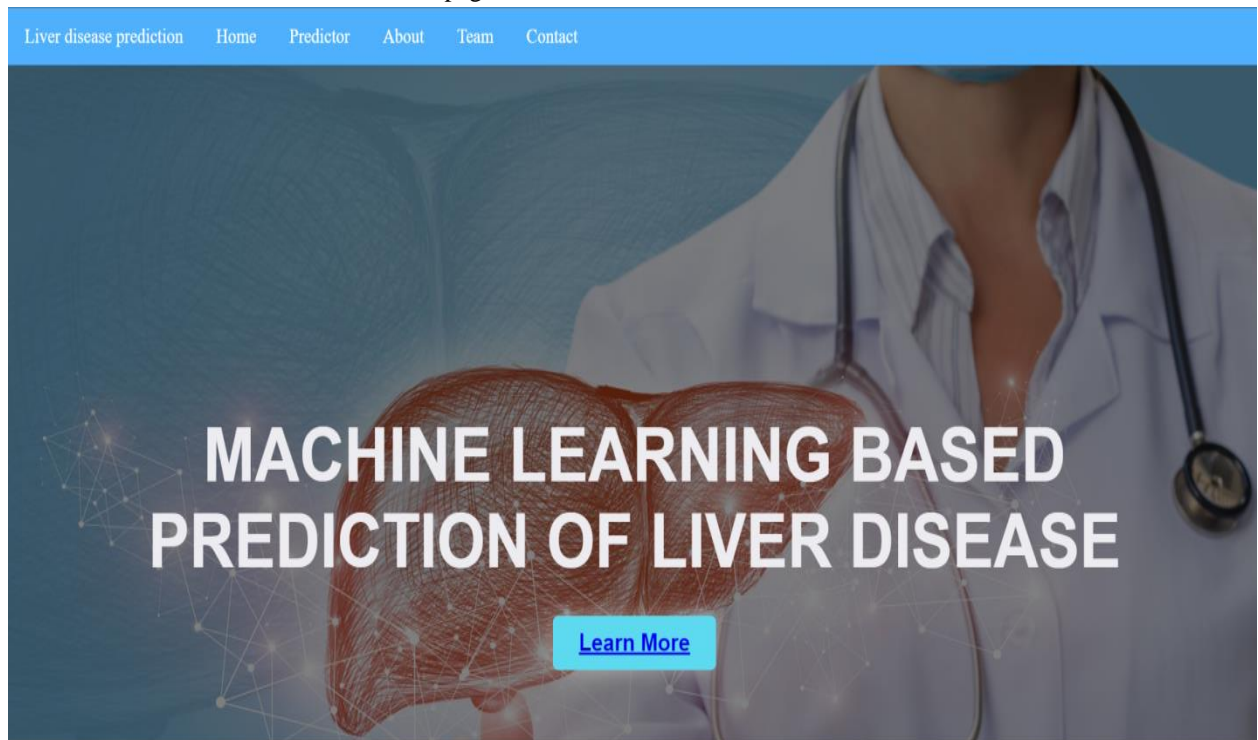 Liver disease prediction Home Predictor About Team Contact
MACHINE LEARNING BASED
PREDICTION OF LIVER DISEASE
Learn More